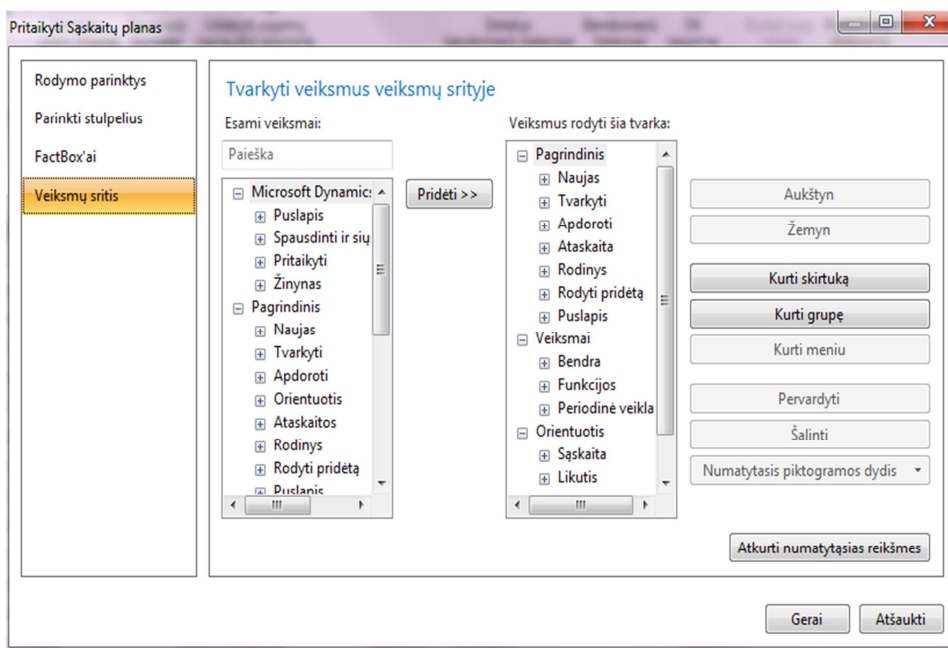 Pritaikyti Sąskaitų planas
Rodymo parinktys
Parinkti stulpelius
FactBox'ai
Veiksmų sritis
Tvarkyti veiksmus veiksmų srityje
Esami veiksmai:
Paieška
Microsoft Dynamics
Puslapis
Spausdinti ir sių
Pritaikyti
Žinynas
Pagrindinis
Naujas
Tvarkyti
Apdoroti
Orientuotis
Ataskaitos
Rodinys
Rodyti pridėtą
Puslapis
Pridėti >>
Veiksmus rodyti šia tvarka:
Pagrindinis
Naujas
Tvarkyti
Apdoroti
Ataskaita
Rodinys
Rodyti pridėtą
Puslapis
Veiksmai
Bendra
Funkcijos
Periodinė veikla
Orientuotis
Sąskaita
Likutis
Aukštyn
Žemyn
Kurti skirtuką
Kurti grupę
Kurti meniu
Pervardyti
Šalinti
Numatytasis piktogramos dydis
Atkurti numatytąsias reikšmes
Gerai
Atšaukti